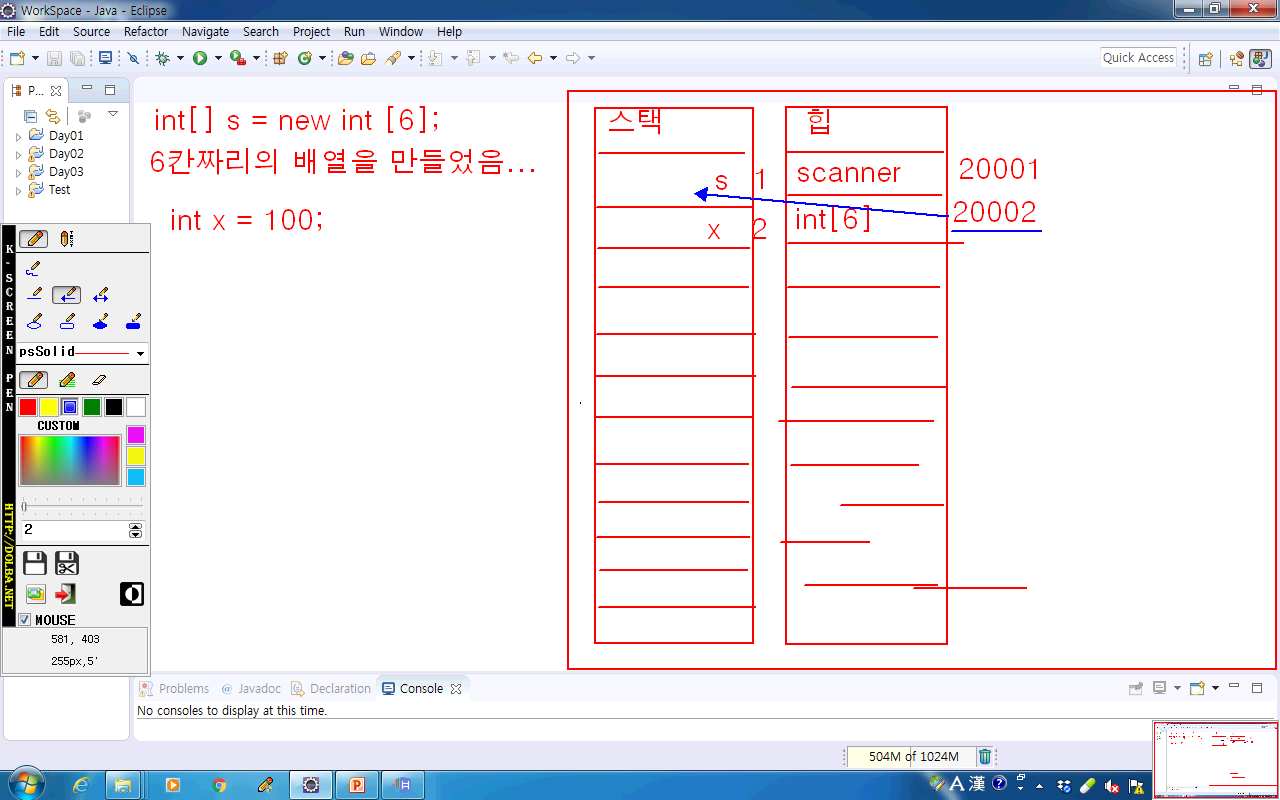 WorkSpace - Java - Eclipse
File Edit Source Refactor Navigate Search Project Run Window Help
Quick Access
P...
Day01
Day02
Day03
Test
int[] s = new int [6];
6칸짜리의 배열을 만들었음...
int x = 100;
스택
힙
s 1
scanner 20001
x 2
int[6] 20002
K-SCREEN PEN
HTTP://DOLBA.NET
psSolid
CUSTOM
2
MOUSE
581, 403
255px,5'
Problems @ Javadoc Declaration Console
No consoles to display at this time.
504M of 1024M
A 漢